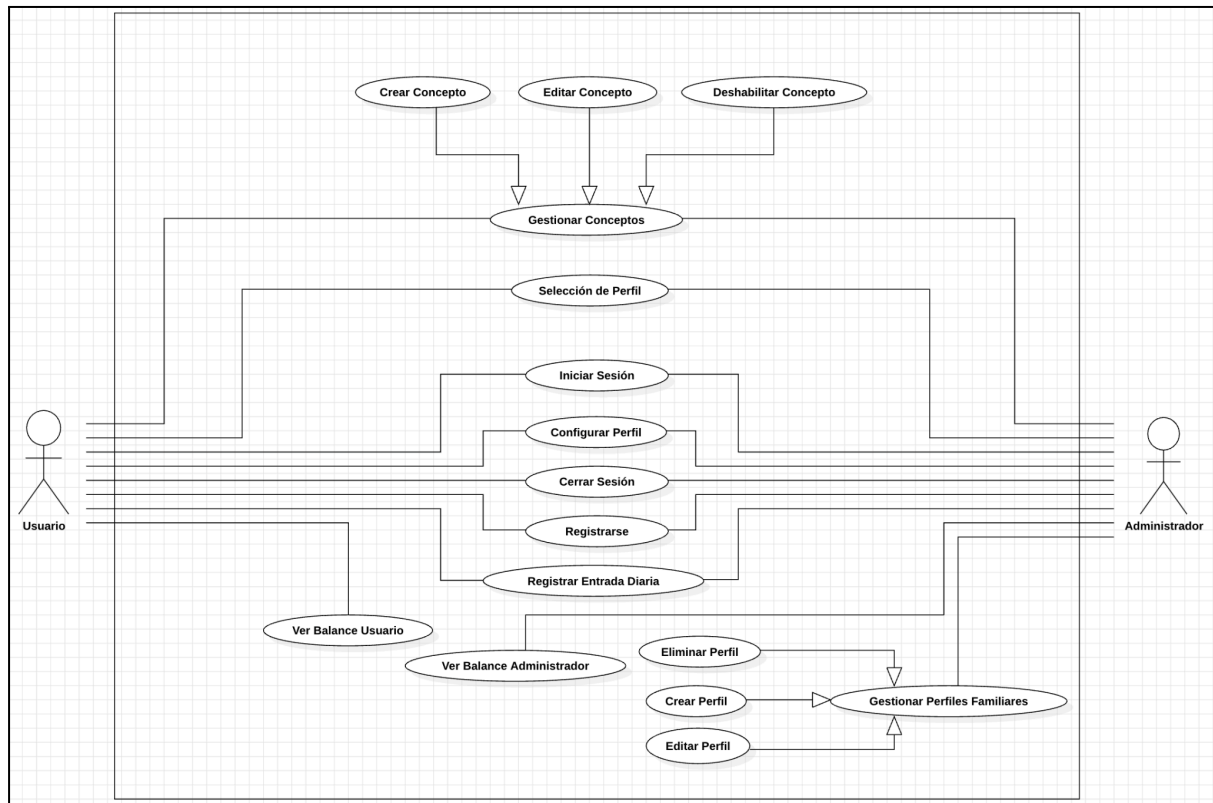 Crear Concepto
Editar Concepto
Deshabilitar Concepto
Gestionar Conceptos
Selección de Perfil
Iniciar Sesión
Configurar Perfil
Cerrar Sesión
Usuario
Administrador
Registrarse
Registrar Entrada Diaria
Ver Balance Usuario
Ver Balance Administrador
Eliminar Perfil
Crear Perfil
Gestionar Perfiles Familiares
Editar Perfil